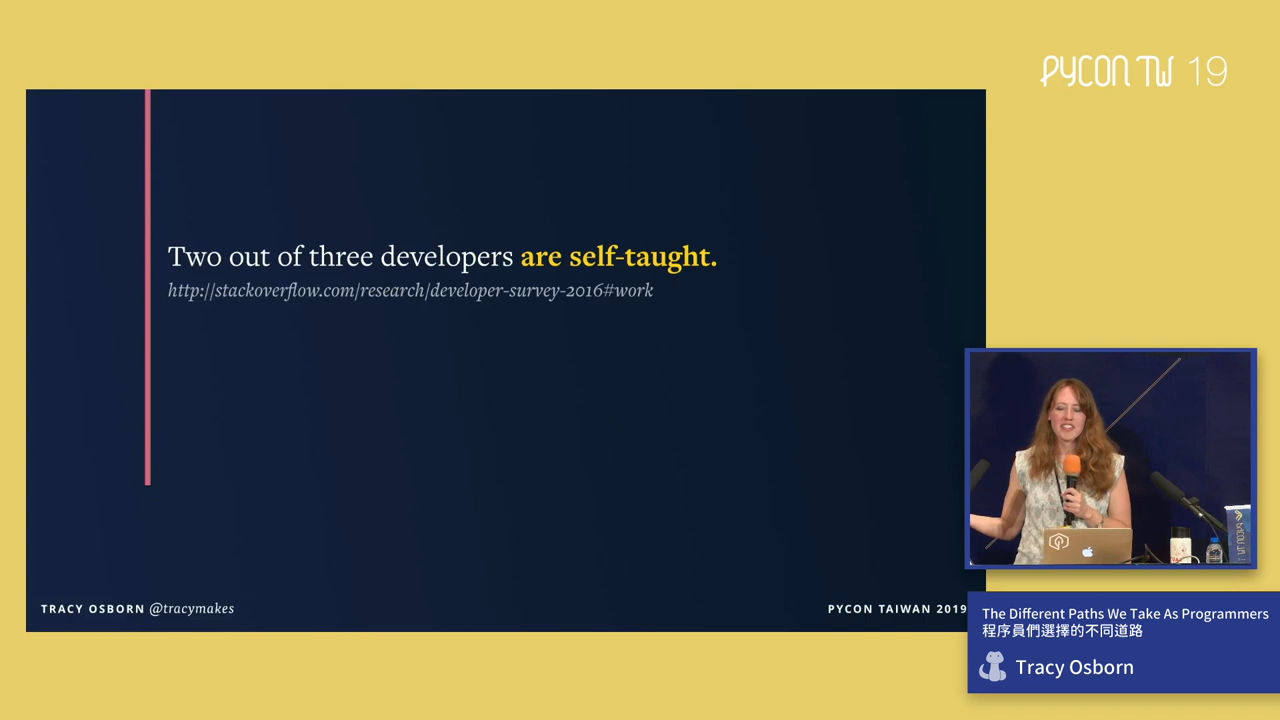 PYCON TW 19
Two out of three developers are self-taught.
http://stackoverflow.com/research/developer-survey-2016#work
TRACY OSBORN @tracymakes
PYCON TAIWAN 2019
The Different Paths We Take As Programmers
程序員們選擇的不同道路
Tracy Osborn